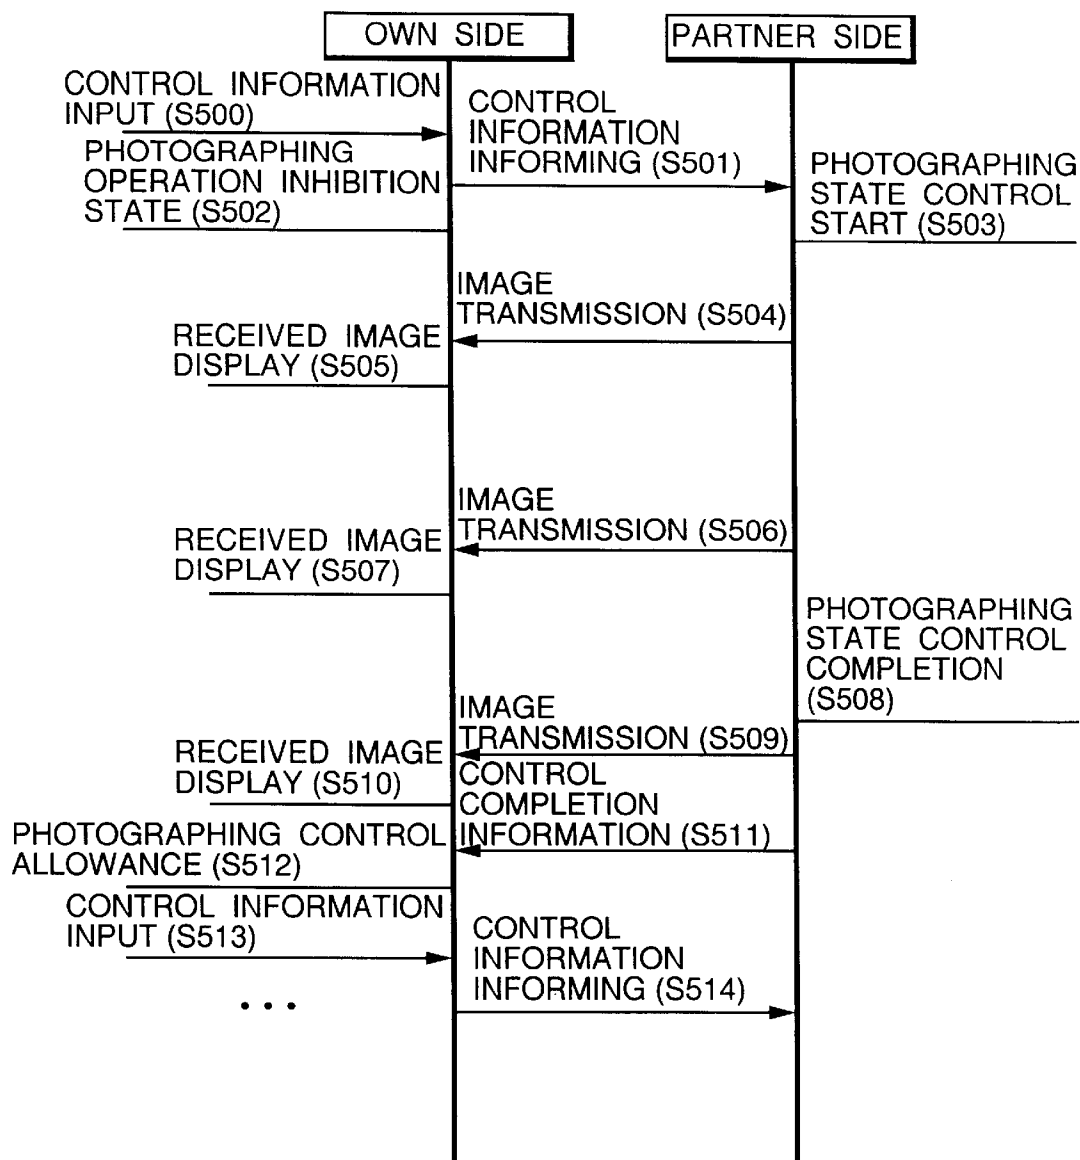 OWN SIDE
PARTNER SIDE
CONTROL INFORMATION
INPUT (S500)
CONTROL
INFORMATION
INFORMING (S501)
PHOTOGRAPHING
OPERATION INHIBITION
STATE (S502)
PHOTOGRAPHING
STATE CONTROL
START (S503)
IMAGE
TRANSMISSION (S504)
RECEIVED IMAGE
DISPLAY (S505)
IMAGE
TRANSMISSION (S506)
RECEIVED IMAGE
DISPLAY (S507)
PHOTOGRAPHING
STATE CONTROL
COMPLETION
(S508)
IMAGE
TRANSMISSION (S509)
RECEIVED IMAGE
DISPLAY (S510)
CONTROL
COMPLETION
INFORMATION (S511)
PHOTOGRAPHING CONTROL
ALLOWANCE (S512)
CONTROL INFORMATION
INPUT (S513)
CONTROL
INFORMATION
INFORMING (S514)
...